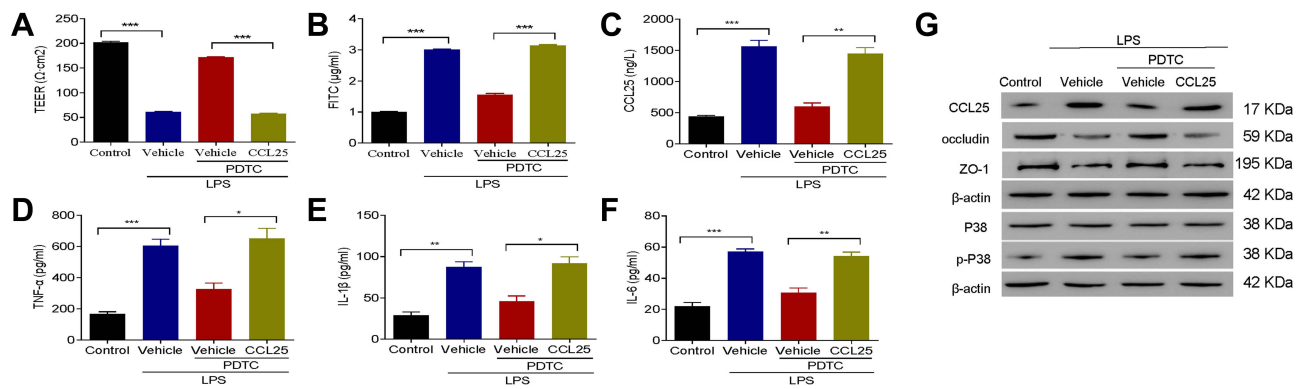 A
***
***
TEER (Ω·cm2)
250
200
150
100
50
0
Control
Vehicle
Vehicle
CCL25
PDTC
LPS
B
***
***
FITC (µg/ml)
4
3
2
1
0
Control
Vehicle
Vehicle
CCL25
PDTC
LPS
C
***
**
CCL25 (ng/L)
2000
1500
1000
500
0
Control
Vehicle
Vehicle
CCL25
PDTC
LPS
D
***
*
TNF-α (pg/ml)
800
600
400
200
0
Control
Vehicle
Vehicle
CCL25
PDTC
LPS
E
**
*
IL-1β (pg/ml)
150
100
50
0
Control
Vehicle
Vehicle
CCL25
PDTC
LPS
F
***
**
IL-6 (pg/ml)
60
40
20
0
Control
Vehicle
Vehicle
CCL25
PDTC
LPS
G
LPS
PDTC
Control Vehicle Vehicle CCL25
CCL25 17 KDa
occludin 59 KDa
ZO-1 195 KDa
β-actin 42 KDa
P38 38 KDa
p-P38 38 KDa
β-actin 42 KDa